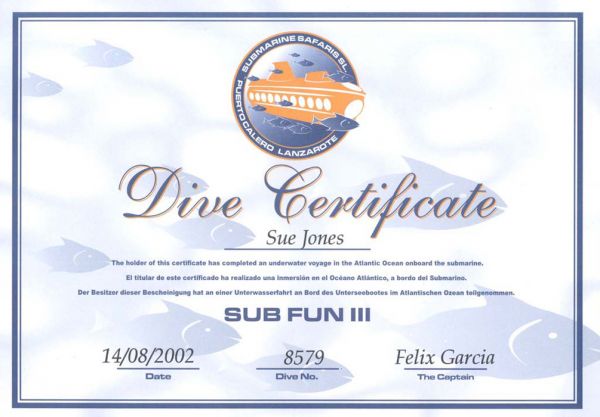 SUBMARINE SAFARIS SL.
PUERTO CALERO LANZAROTE
Dive Certificate
Sue Jones
The holder of this certificate has completed an underwater voyage in the Atlantic Ocean onboard the submarine.
El titular de este certificado ha realizado una inmersión en el Océano Atlántico, a bordo del Submarino.
Der Besitzer dieser Bescheinigung hat an einer Unterwasserfahrt an Bord des Unterseebootes im Atlantischen Ozean teilgenommen.
SUB FUN III
14/08/2002 8579 Felix Garcia
Date Dive No. The Captain